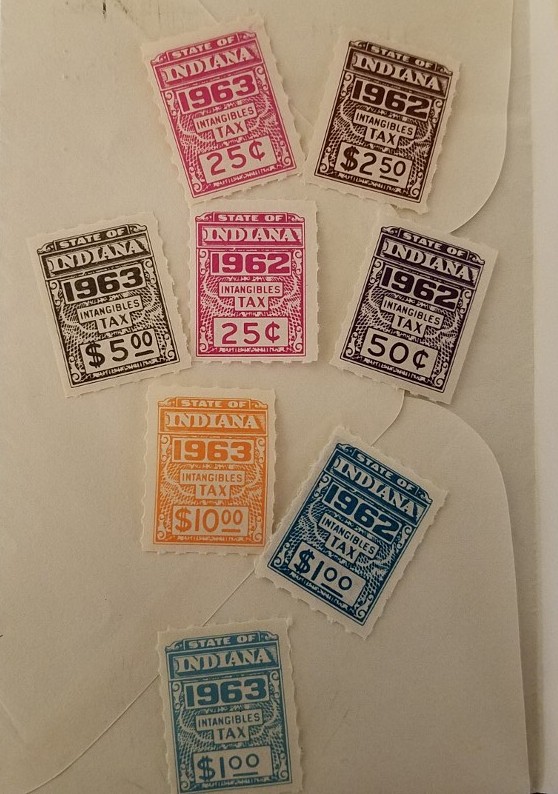 STATE OF
INDIANA
1963
INTANGIBLES
TAX
25¢
STATE OF
INDIANA
1962
INTANGIBLES
TAX
$2 50
STATE OF
INDIANA
1963
INTANGIBLES
TAX
$5 00
STATE OF
INDIANA
1962
INTANGIBLES
TAX
25¢
STATE OF
INDIANA
1962
INTANGIBLES
TAX
50¢
STATE OF
INDIANA
1963
INTANGIBLES
TAX
$10 00
STATE OF
INDIANA
1962
INTANGIBLES
TAX
$1 00
STATE OF
INDIANA
1963
INTANGIBLES
TAX
$1 00